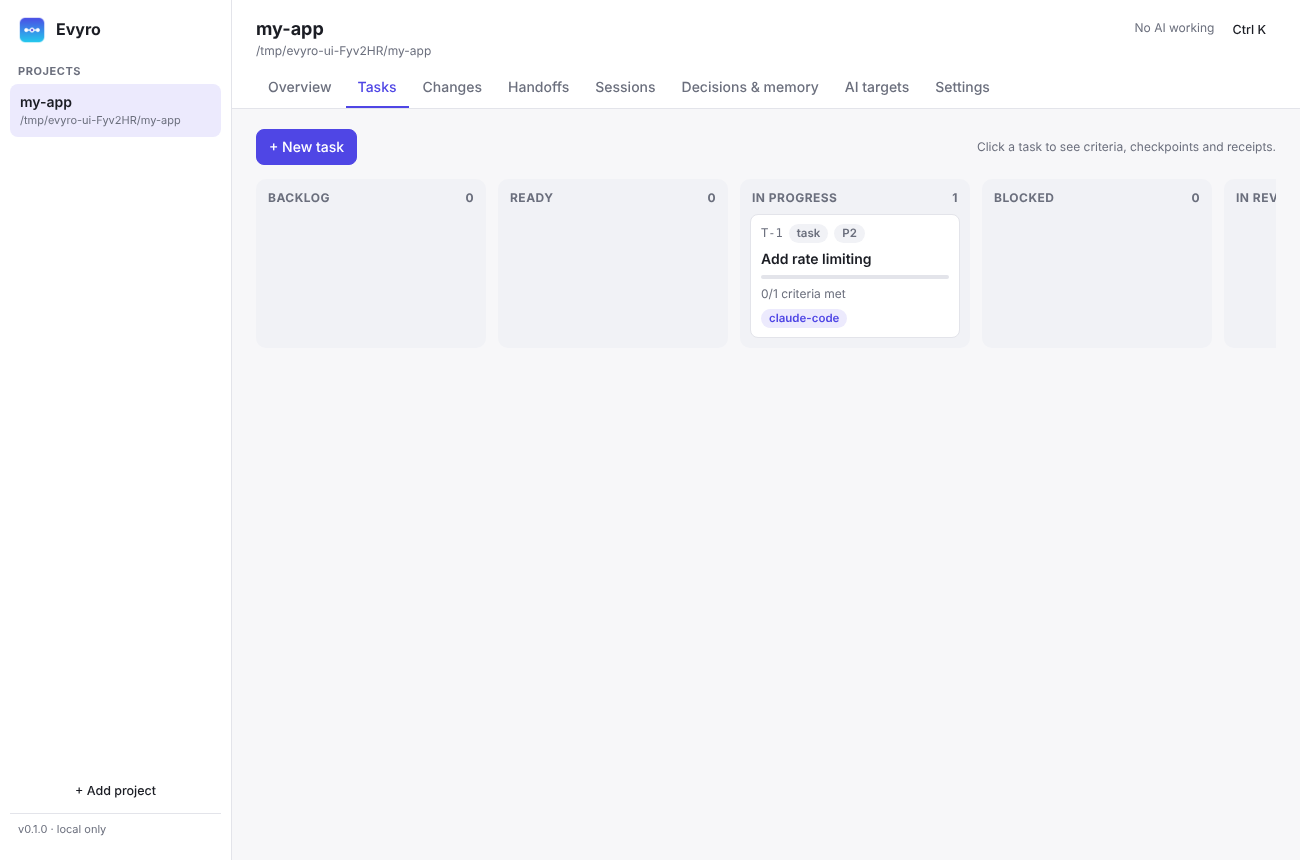 Evyro
PROJECTS
my-app
/tmp/evyro-ui-Fyv2HR/my-app
+ Add project
v0.1.0 · local only
my-app
/tmp/evyro-ui-Fyv2HR/my-app
No AI working
Ctrl K
Overview Tasks Changes Handoffs Sessions Decisions & memory AI targets Settings
+ New task
Click a task to see criteria, checkpoints and receipts.
BACKLOG 0
READY 0
IN PROGRESS 1
T-1 task P2
Add rate limiting
0/1 criteria met
claude-code
BLOCKED 0
IN REV